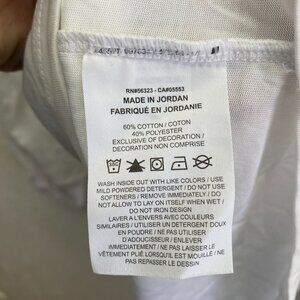 RN#56323 - CA#05553
MADE IN JORDAN
FABRIQUÉ EN JORDANIE
60% COTTON / COTON
40% POLYESTER
EXCLUSIVE OF DECORATION /
DECORATION NON COMPRISE
WASH INSIDE OUT WITH LIKE COLORS / USE
MILD POWDERED DETERGENT / DO NOT USE
SOFTENERS / REMOVE IMMEDIATELY / DO
NOT ALLOW TO LAY ON ITSELF WHEN WET /
DO NOT IRON DESIGN
LAVER A L'ENVERS AVEC COULEURS
SIMILAIRES / UTILISER UN DETERGENT DOUX
EN POUDRE / NE PAS UTILISER
D'ADOUCISSEUR / ENLEVER
IMMEDIATEMENT / NE PAS LAISSER LE
VÊTEMENT PLIÉ LORSQU'IL EST MOUILLÉ / NE
PAS REPASSER LE DESSIN